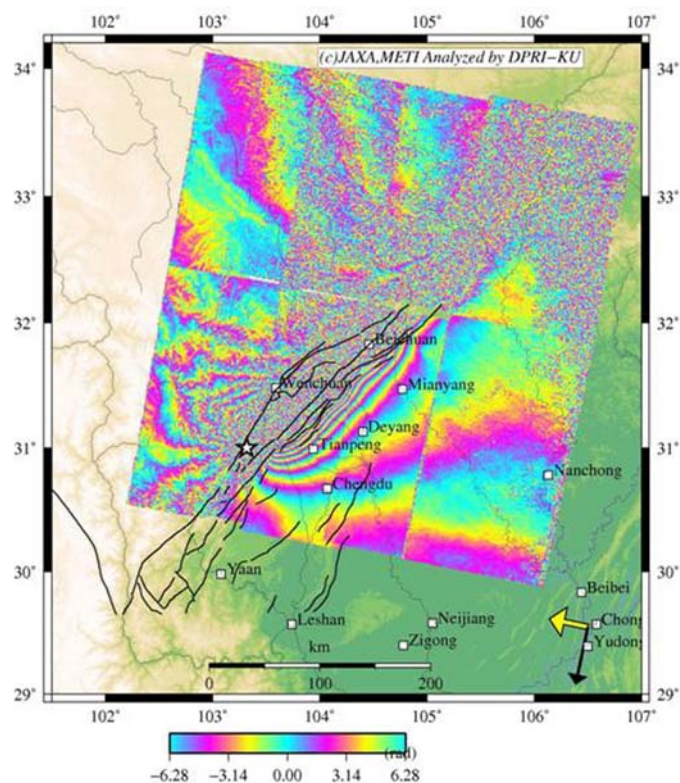 102° 103° 104° 105° 106° 107°
34° 34°
(c)JAXA,METI Analyzed by DPRI-KU
33° 33°
32° 32°
Beichuan
Wenchuan
Mianyang
Deyang
31° Tianpeng 31°
Nanchong
Chengdu
30° Yaan 30°
Beibei
Leshan Neijiang Chong
km Zigong Yudong
29° 0 100 200 29°
102° 103° 104° 105° 106° 107°
(rad)
-6.28 -3.14 0.00 3.14 6.28